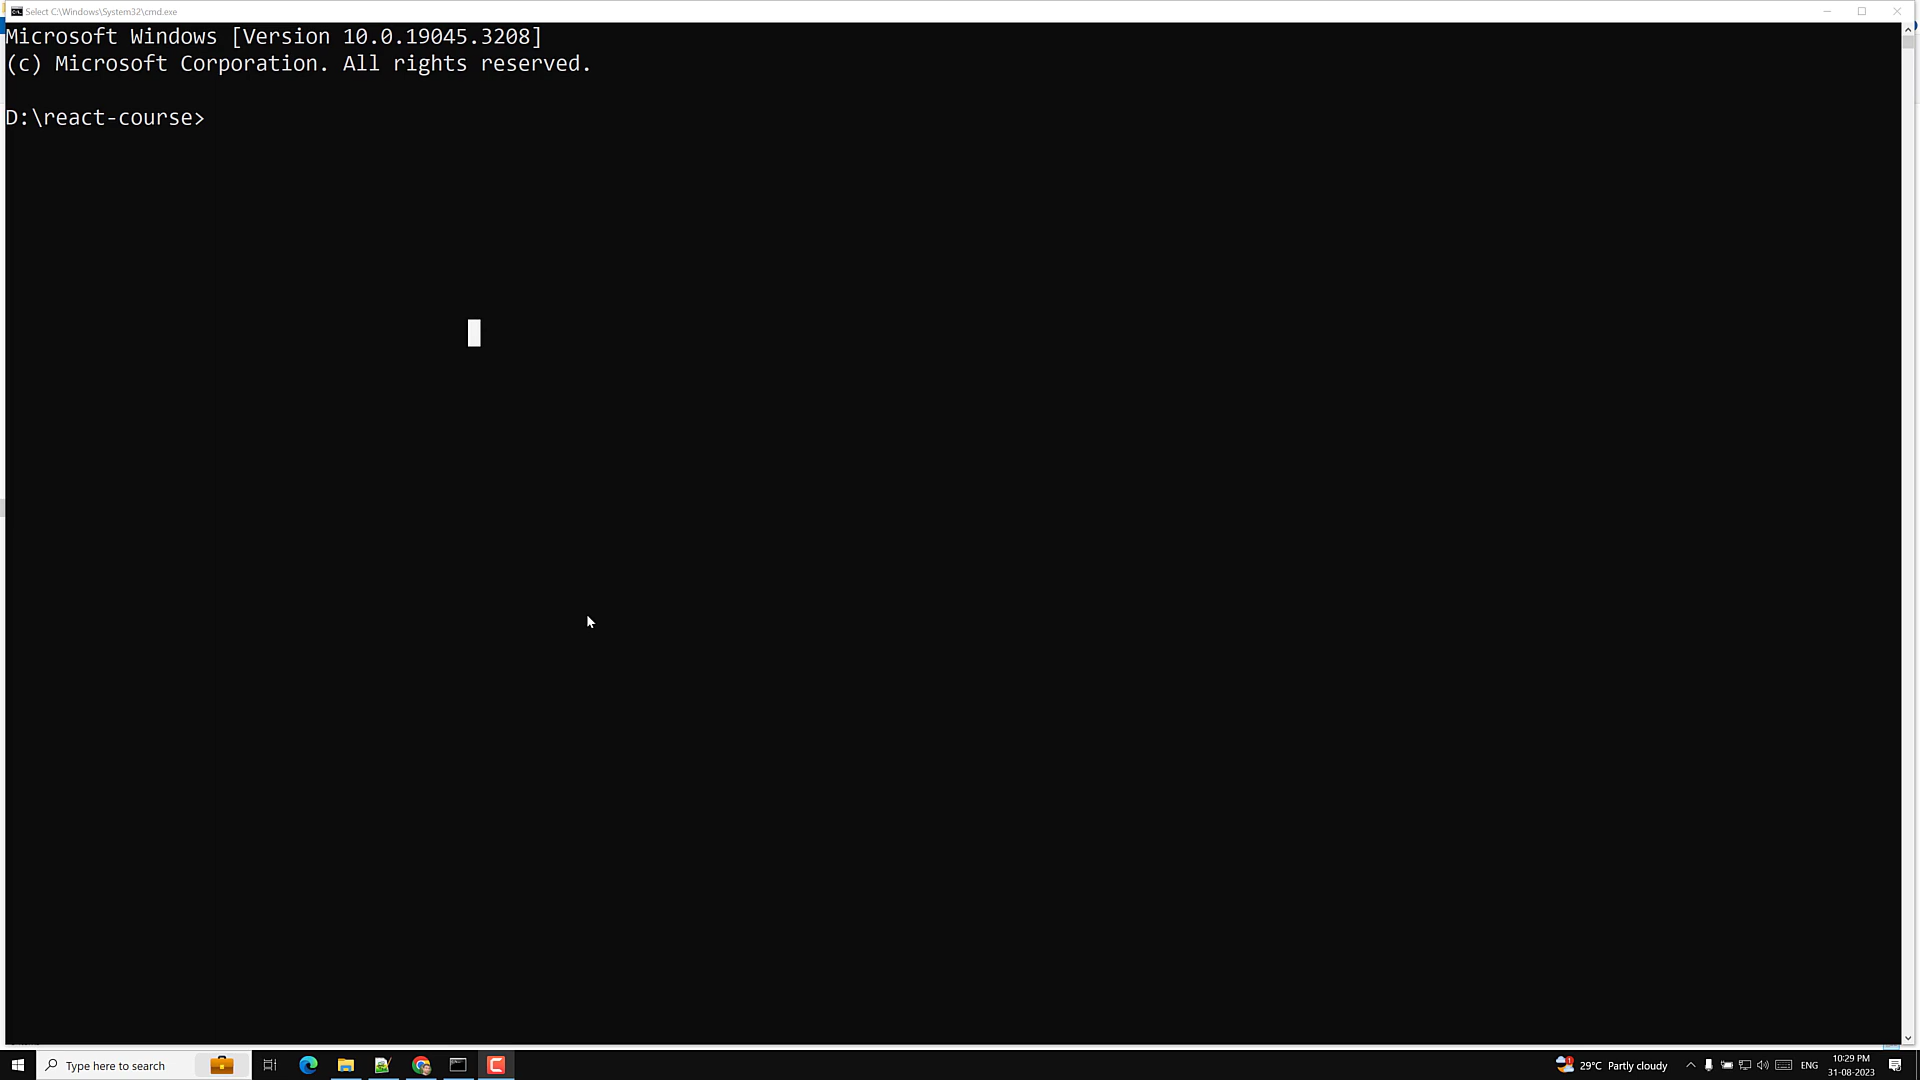 Select C:\Windows\System32\cmd.exe
Microsoft Windows [Version 10.0.19045.3208]
(c) Microsoft Corporation. All rights reserved.
D:\react-course>
Type here to search
29°C Partly cloudy
ENG
10:29 PM
31-08-2023